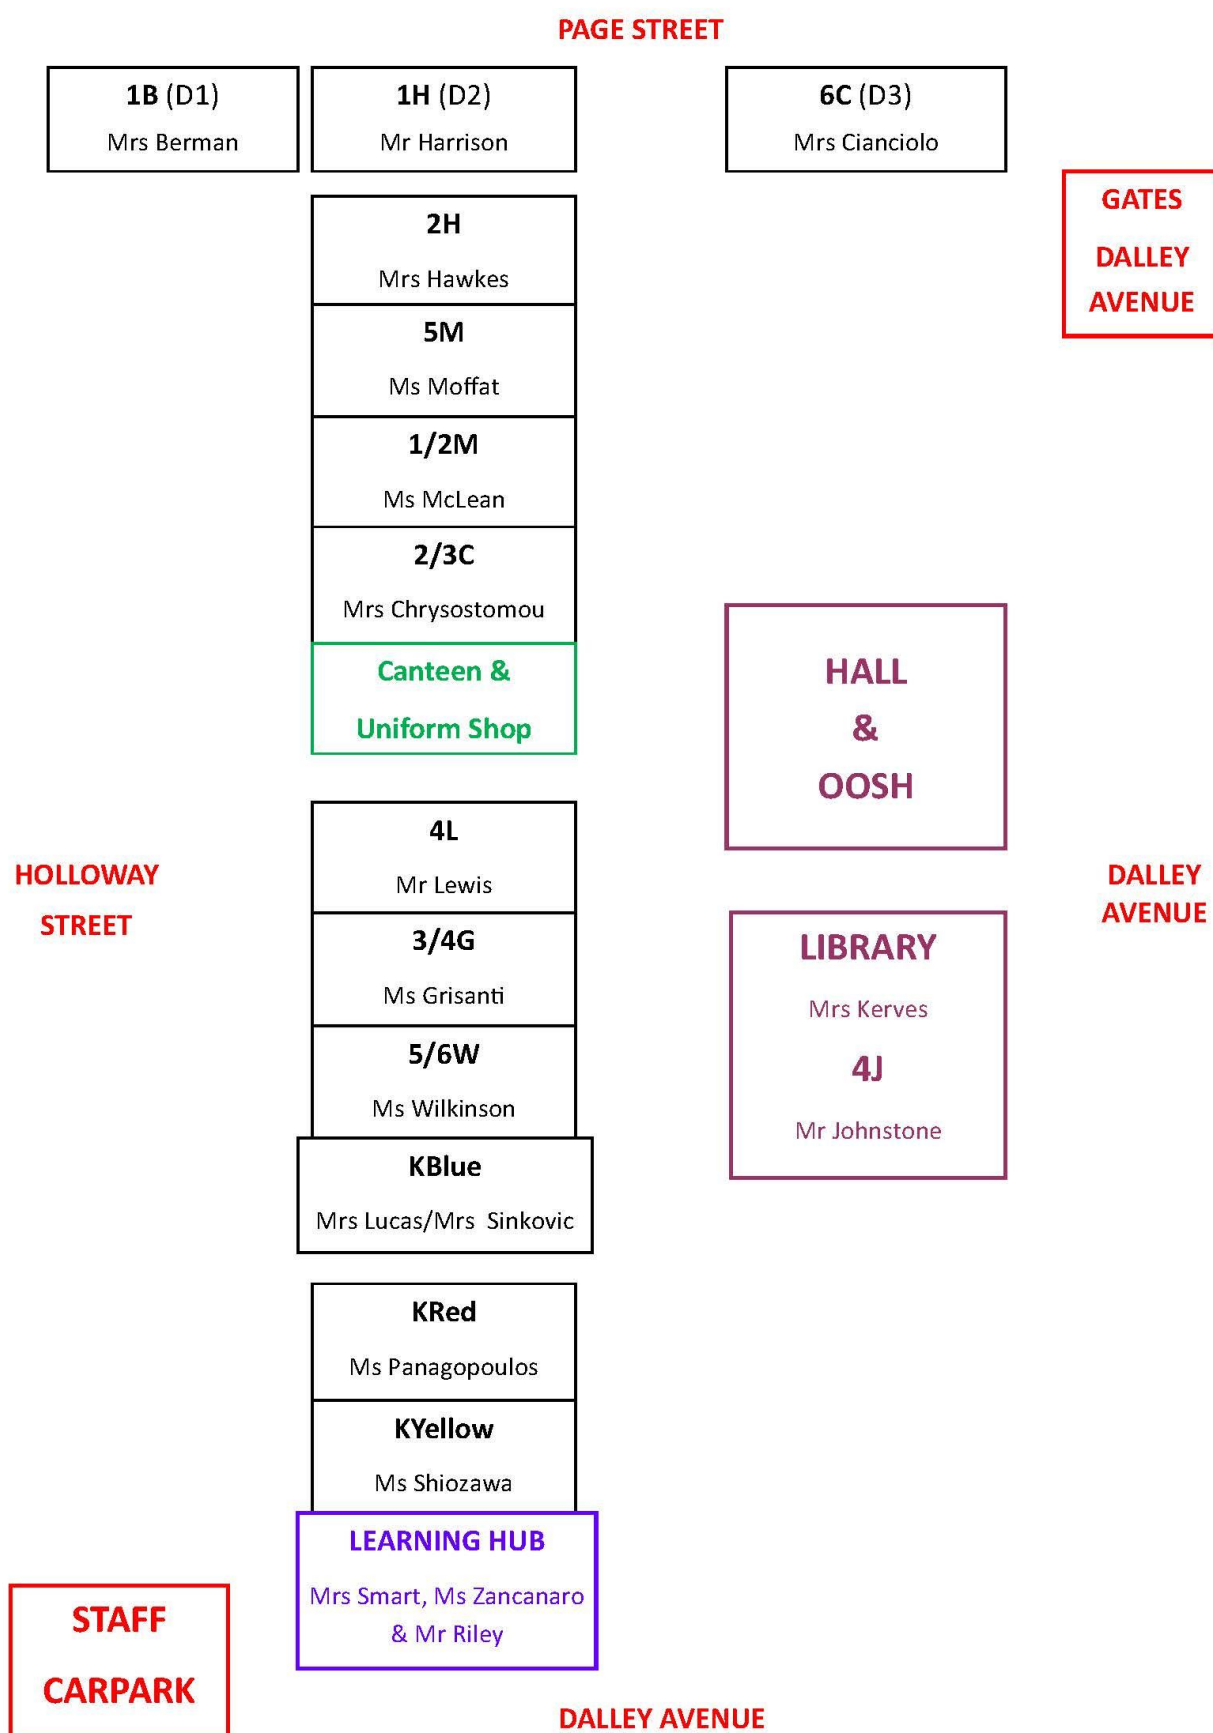 PAGE STREET
1B (D1)
Mrs Berman
1H (D2)
Mr Harrison
6C (D3)
Mrs Cianciolo
GATES
DALLEY
AVENUE
2H
Mrs Hawkes
5M
Ms Moffat
1/2M
Ms McLean
2/3C
Mrs Chrysostomou
Canteen &
Uniform Shop
HALL
&
OOSH
4L
Mr Lewis
HOLLOWAY
STREET
DALLEY
AVENUE
3/4G
Ms Grisanti
LIBRARY
Mrs Kerves
4J
Mr Johnstone
5/6W
Ms Wilkinson
KBlue
Mrs Lucas/Mrs  Sinkovic
KRed
Ms Panagopoulos
KYellow
Ms Shiozawa
LEARNING HUB
Mrs Smart, Ms Zancanaro
& Mr Riley
STAFF
CARPARK
DALLEY AVENUE